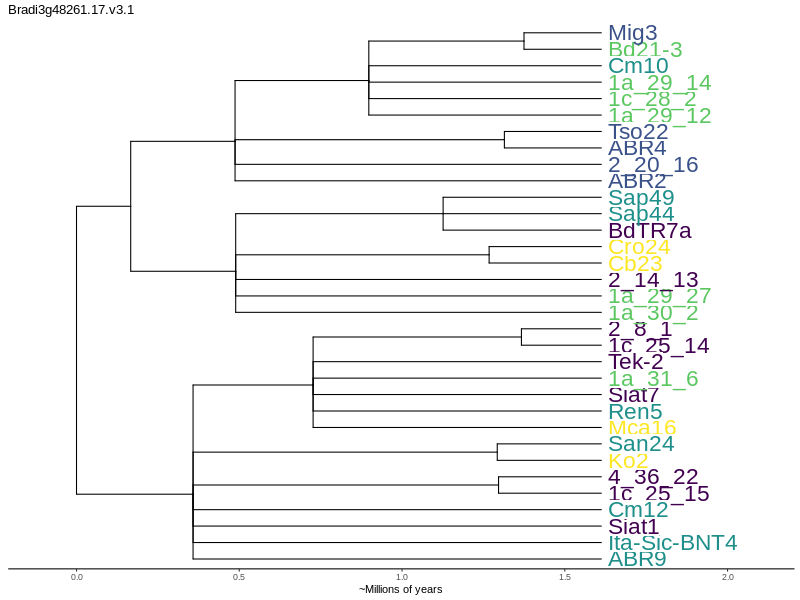 Bradi3g48261.17.v3.1
Mig3
Bd21-3
Cm10
1a_29_14
1c_28_2
1a_29_12
Tso22
ABR4
2_20_16
ABR2
Sap49
Sap44
BdTR7a
Cro24
Cb23
2_14_13
1a_29_27
1a_30_2
2_8_1
1c_25_14
Tek-2
1a_31_6
Siat7
Ren5
Mca16
San24
Ko2
4_36_22
1c_25_15
Cm12
Siat1
Ita-Sic-BNT4
ABR9
0.0 0.5 1.0 1.5 2.0
~Millions of years